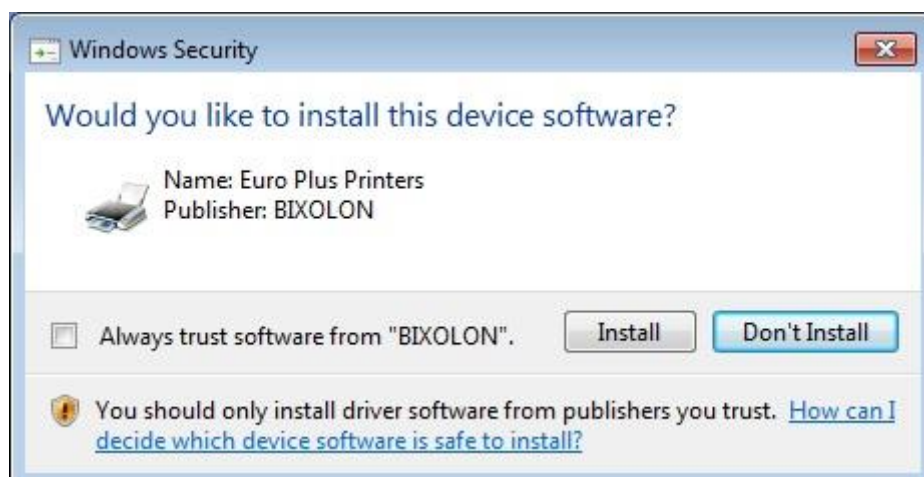 Windows Security
Would you like to install this device software?
Name: Euro Plus Printers
Publisher: BIXOLON
Always trust software from "BIXOLON".
Install
Don't Install
You should only install driver software from publishers you trust. How can I
decide which device software is safe to install?